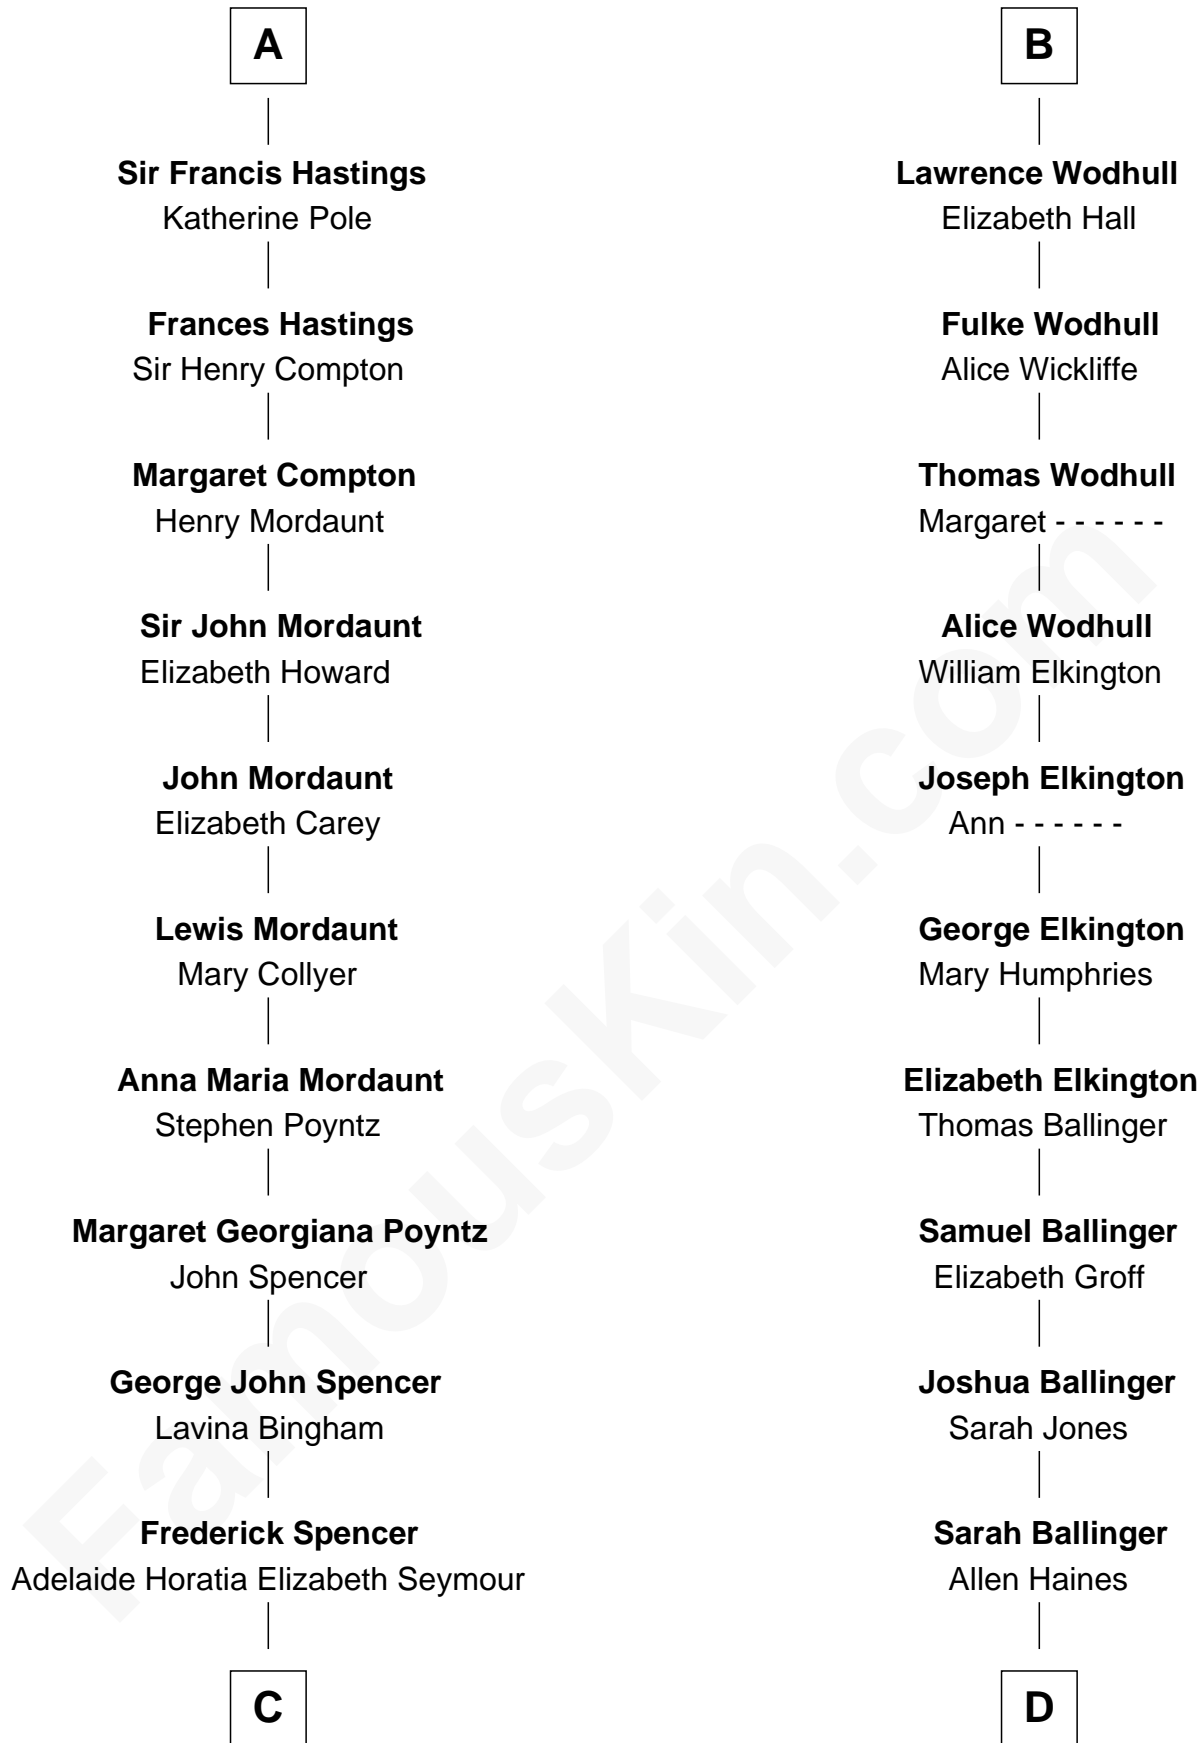 A
Sir Francis Hastings
Katherine Pole
Frances Hastings
Sir Henry Compton
Margaret Compton
Henry Mordaunt
Sir John Mordaunt
Elizabeth Howard
John Mordaunt
Elizabeth Carey
Lewis Mordaunt
Mary Collyer
Anna Maria Mordaunt
Stephen Poyntz
Margaret Georgiana Poyntz
John Spencer
George John Spencer
Lavina Bingham
Frederick Spencer
Adelaide Horatia Elizabeth Seymour
C
B
Lawrence Wodhull
Elizabeth Hall
Fulke Wodhull
Alice Wickliffe
Thomas Wodhull
Margaret - - - - - -
Alice Wodhull
William Elkington
Joseph Elkington
Ann - - - - - -
George Elkington
Mary Humphries
Elizabeth Elkington
Thomas Ballinger
Samuel Ballinger
Elizabeth Groff
Joshua Ballinger
Sarah Jones
Sarah Ballinger
Allen Haines
D
FamousKin.com